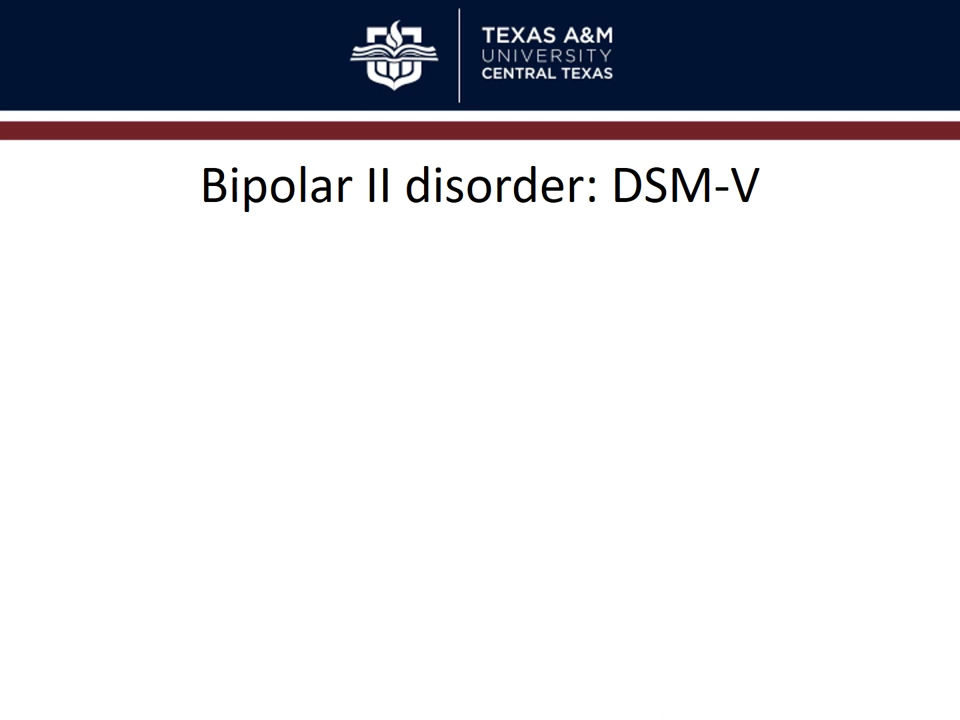 TEXAS A&M
UNIVERSITY
CENTRAL TEXAS
Bipolar II disorder: DSM-V